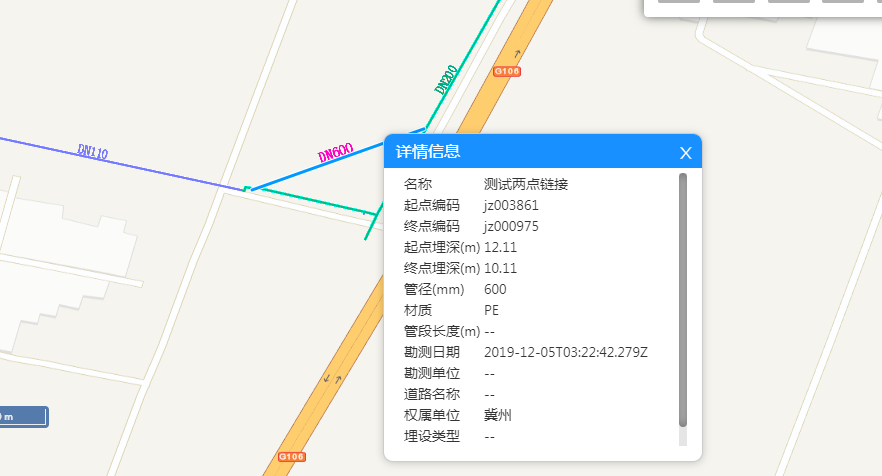 G106
DN200
DN600
DN110
详情信息 X
名称 测试两点链接
起点编码 jz003861
终点编码 jz000975
起点埋深(m) 12.11
终点埋深(m) 10.11
管径(mm) 600
材质 PE
管段长度(m) --
勘测日期 2019-12-05T03:22:42.279Z
勘测单位 --
道路名称 --
权属单位 冀州
埋设类型 --
m
G106